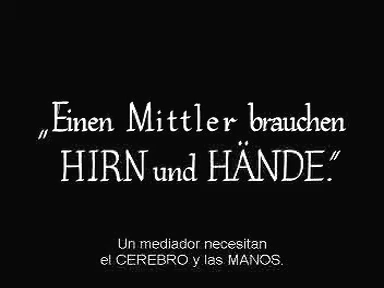 „Einen Mittler brauchen
HIRN und HÄNDE.“
Un mediador necesitan
el CEREBRO y las MANOS.